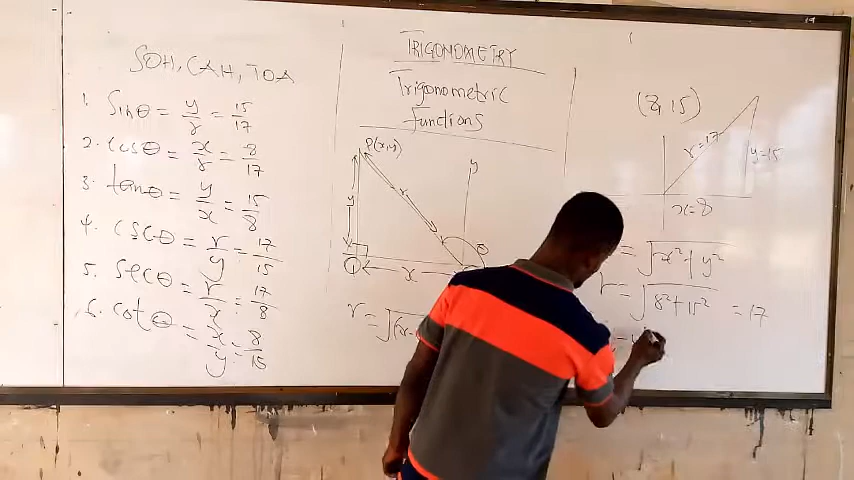 SOH, CAH, TOA
1. Sinθ = y/r = 15/17
2. Cosθ = x/r = 8/17
3. tanθ = y/x = 15/8
4. CSCθ = r/y = 17/15
5. Secθ = r/x = 17/8
6. Cotθ = x/y = 8/15
TRIGONOMETRY
Trigonometric
functions
P(x,y)
y
r
y
θ
x
r = √
(8, 15)
r=17
y=15
x=8
= √x²+y²
r = √8²+15² = 17